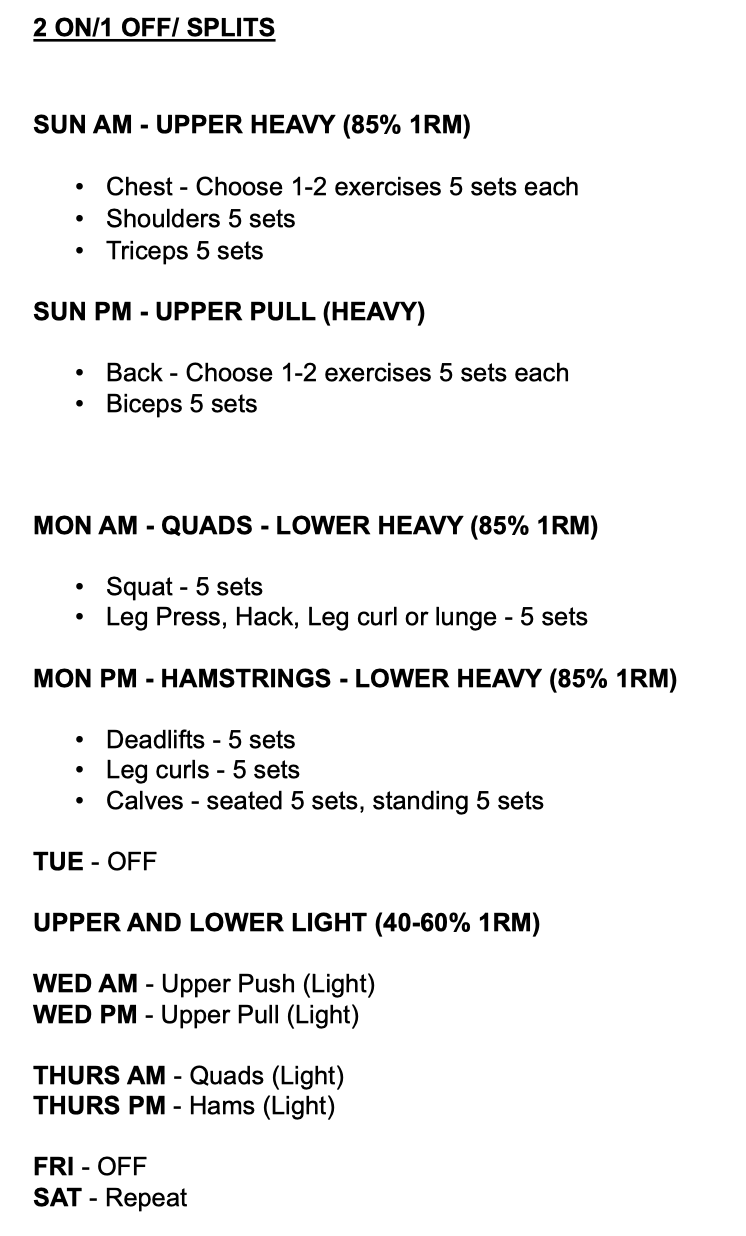 2 ON/1 OFF/ SPLITS
SUN AM - UPPER HEAVY (85% 1RM)
• Chest - Choose 1-2 exercises 5 sets each
• Shoulders 5 sets
• Triceps 5 sets
SUN PM - UPPER PULL (HEAVY)
• Back - Choose 1-2 exercises 5 sets each
• Biceps 5 sets
MON AM - QUADS - LOWER HEAVY (85% 1RM)
• Squat - 5 sets
• Leg Press, Hack, Leg curl or lunge - 5 sets
MON PM - HAMSTRINGS - LOWER HEAVY (85% 1RM)
• Deadlifts - 5 sets
• Leg curls - 5 sets
• Calves - seated 5 sets, standing 5 sets
TUE - OFF
UPPER AND LOWER LIGHT (40-60% 1RM)
WED AM - Upper Push (Light)
WED PM - Upper Pull (Light)
THURS AM - Quads (Light)
THURS PM - Hams (Light)
FRI - OFF
SAT - Repeat